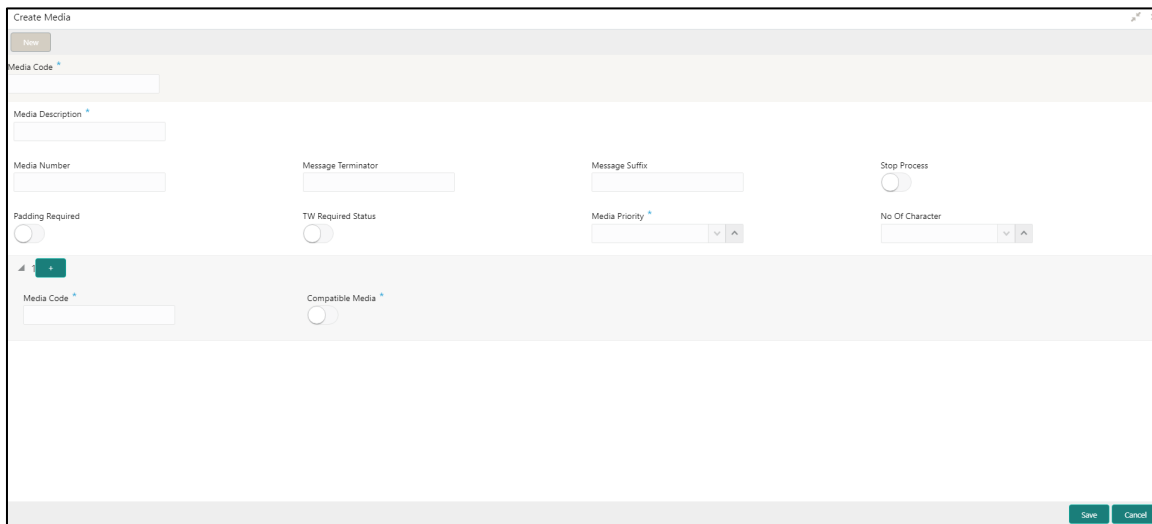 Create Media
New
Media Code *
Media Description *
Media Number Message Terminator Message Suffix Stop Process
Padding Required TW Required Status Media Priority * No Of Character
+
Media Code * Compatible Media *
Save Cancel